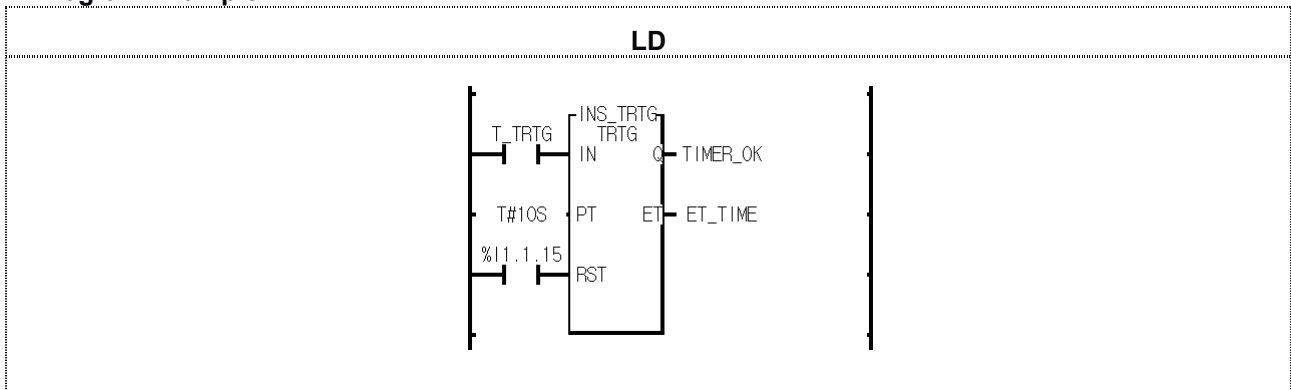 LD
INS_TRTG
T_TRTG TRTG
IN Q TIMER_OK
T#10S PT ET ET_TIME
%I1.1.15
RST